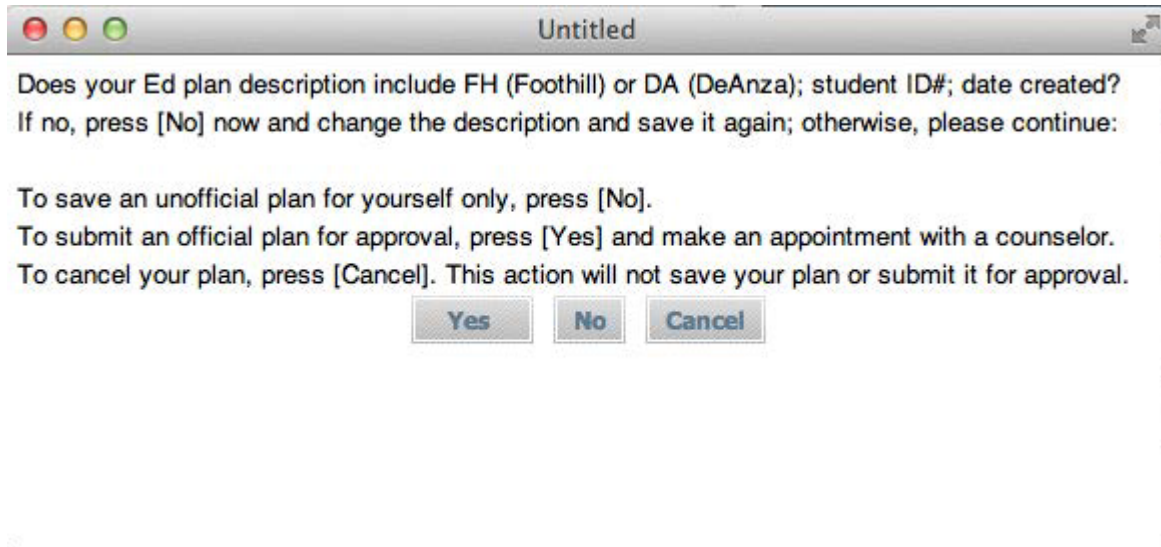 Untitled
Does your Ed plan description include FH (Foothill) or DA (DeAnza); student ID#; date created?
If no, press [No] now and change the description and save it again; otherwise, please continue:
To save an unofficial plan for yourself only, press [No].
To submit an official plan for approval, press [Yes] and make an appointment with a counselor.
To cancel your plan, press [Cancel]. This action will not save your plan or submit it for approval.
Yes No Cancel